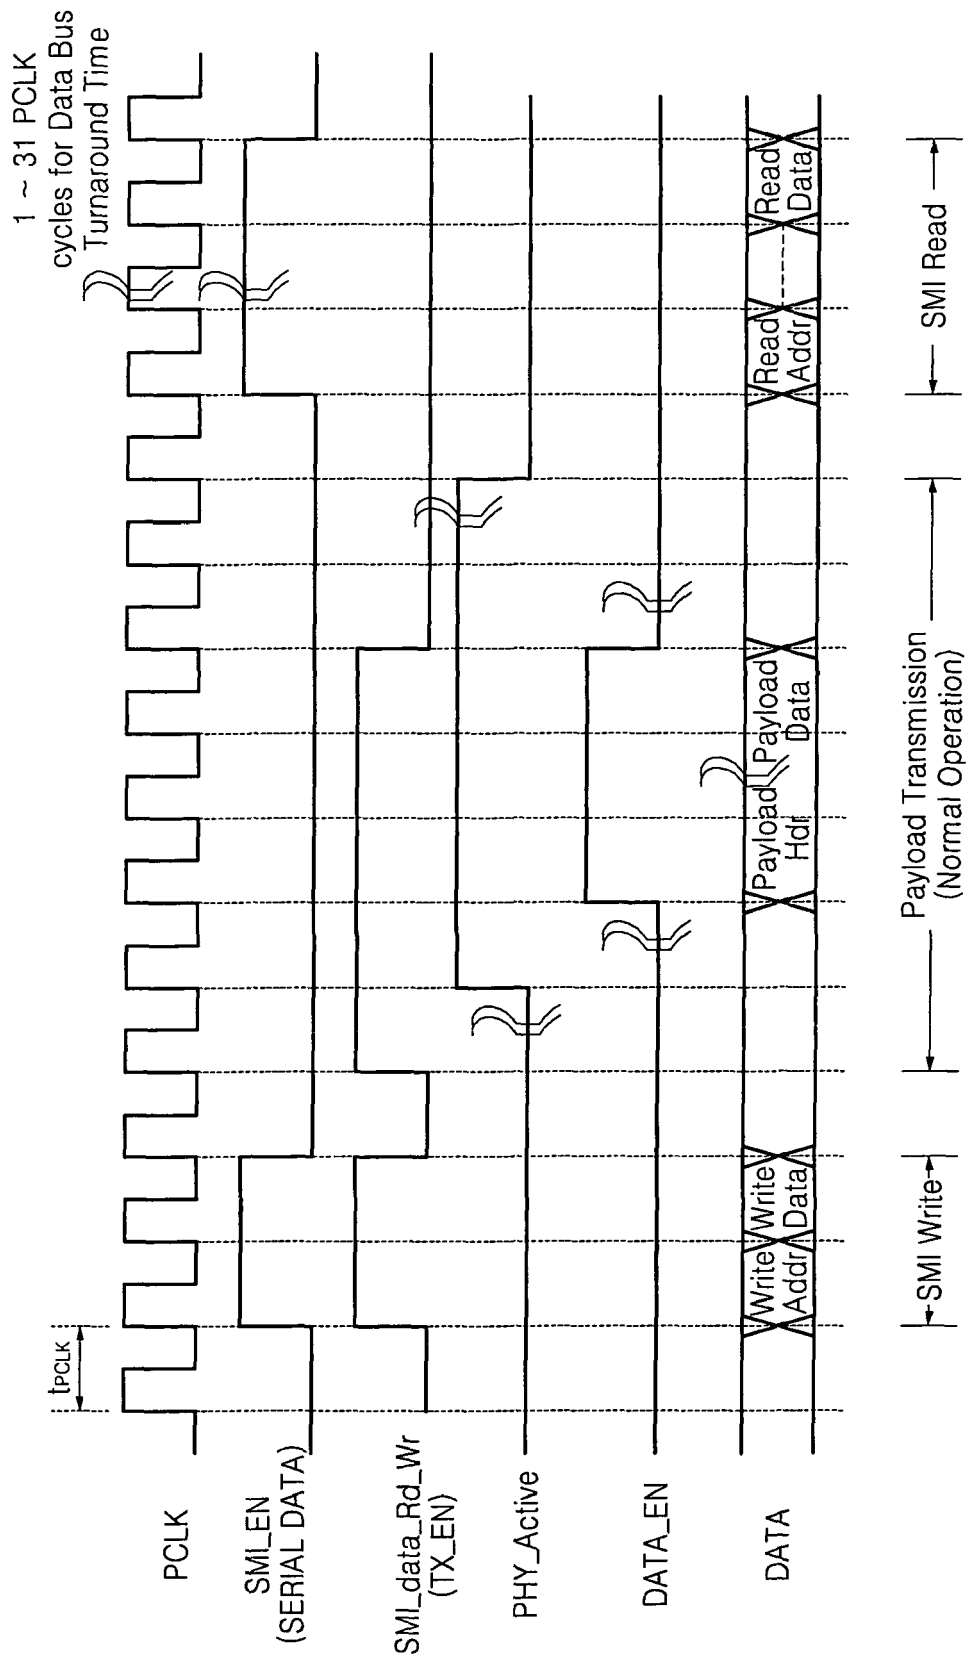 1 ~ 31 PCLK
cycles for Data Bus
Turnaround Time
tPCLK
PCLK
SMI_EN
(SERIAL DATA)
SMI_data_Rd_Wr
(TX_EN)
PHY_Active
DATA_EN
DATA
Write
Addr
Write
Data
Payload
Hdr
Payload
Data
Read
Addr
Read
Data
SMI Write
Payload Transmission
(Normal Operation)
SMI Read